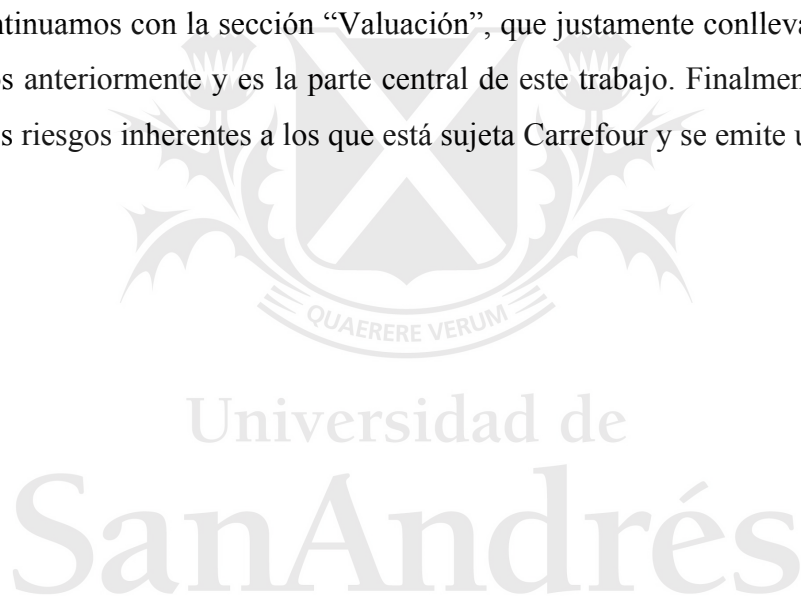 ntinuamos con la sección “Valuación”, que justamente conlleva
s anteriormente y es la parte central de este trabajo. Finalmen
s riesgos inherentes a los que está sujeta Carrefour y se emite u
QUAERERE VERUM
Universidad de
SanAndrés